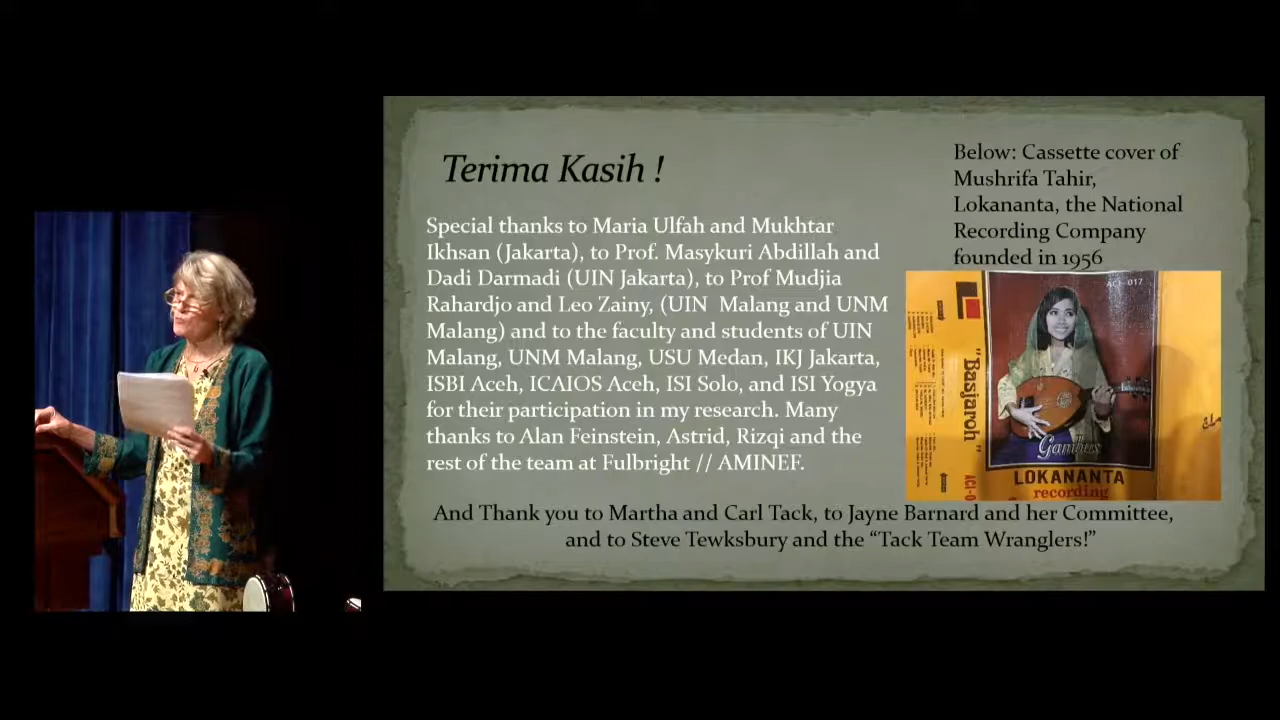 Terima Kasih !
Special thanks to Maria Ulfah and Mukhtar
Ikhsan (Jakarta), to Prof. Masykuri Abdillah and
Dadi Darmadi (UIN Jakarta), to Prof Mudjia
Rahardjo and Leo Zainy, (UIN Malang and UNM
Malang) and to the faculty and students of UIN
Malang, UNM Malang, USU Medan, IKJ Jakarta,
ISBI Aceh, ICAIOS Aceh, ISI Solo, and ISI Yogya
for their participation in my research. Many
thanks to Alan Feinstein, Astrid, Rizqi and the
rest of the team at Fulbright // AMINEF.
Below: Cassette cover of
Mushrifa Tahir,
Lokananta, the National
Recording Company
founded in 1956
ACI - 017
"Basjaroh"
Gambus
LOKANANTA
recording
And Thank you to Martha and Carl Tack, to Jayne Barnard and her Committee,
and to Steve Tewksbury and the “Tack Team Wranglers!”